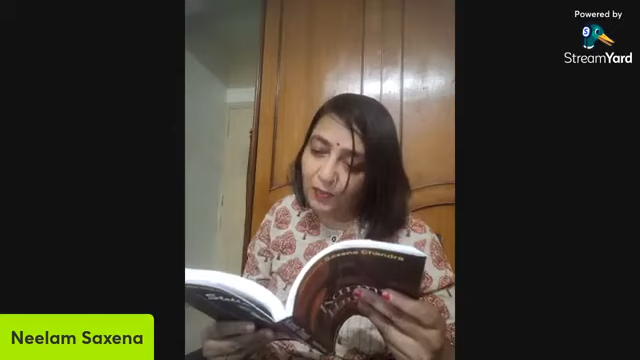 Powered by
StreamYard
Saxena Chandra
Neelam Saxena